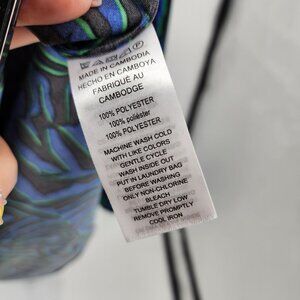 MADE IN CAMBODIA
HECHO EN CAMBOYA
FABRIQUÉ AU
CAMBODGE
100% POLYESTER
100% poliéster
100% POLYESTER
MACHINE WASH COLD
WITH LIKE COLORS
GENTLE CYCLE
WASH INSIDE OUT
PUT IN LAUNDRY BAG
BEFORE WASHING
ONLY NON-CHLORINE
BLEACH
TUMBLE DRY LOW
REMOVE PROMPTLY
COOL IRON